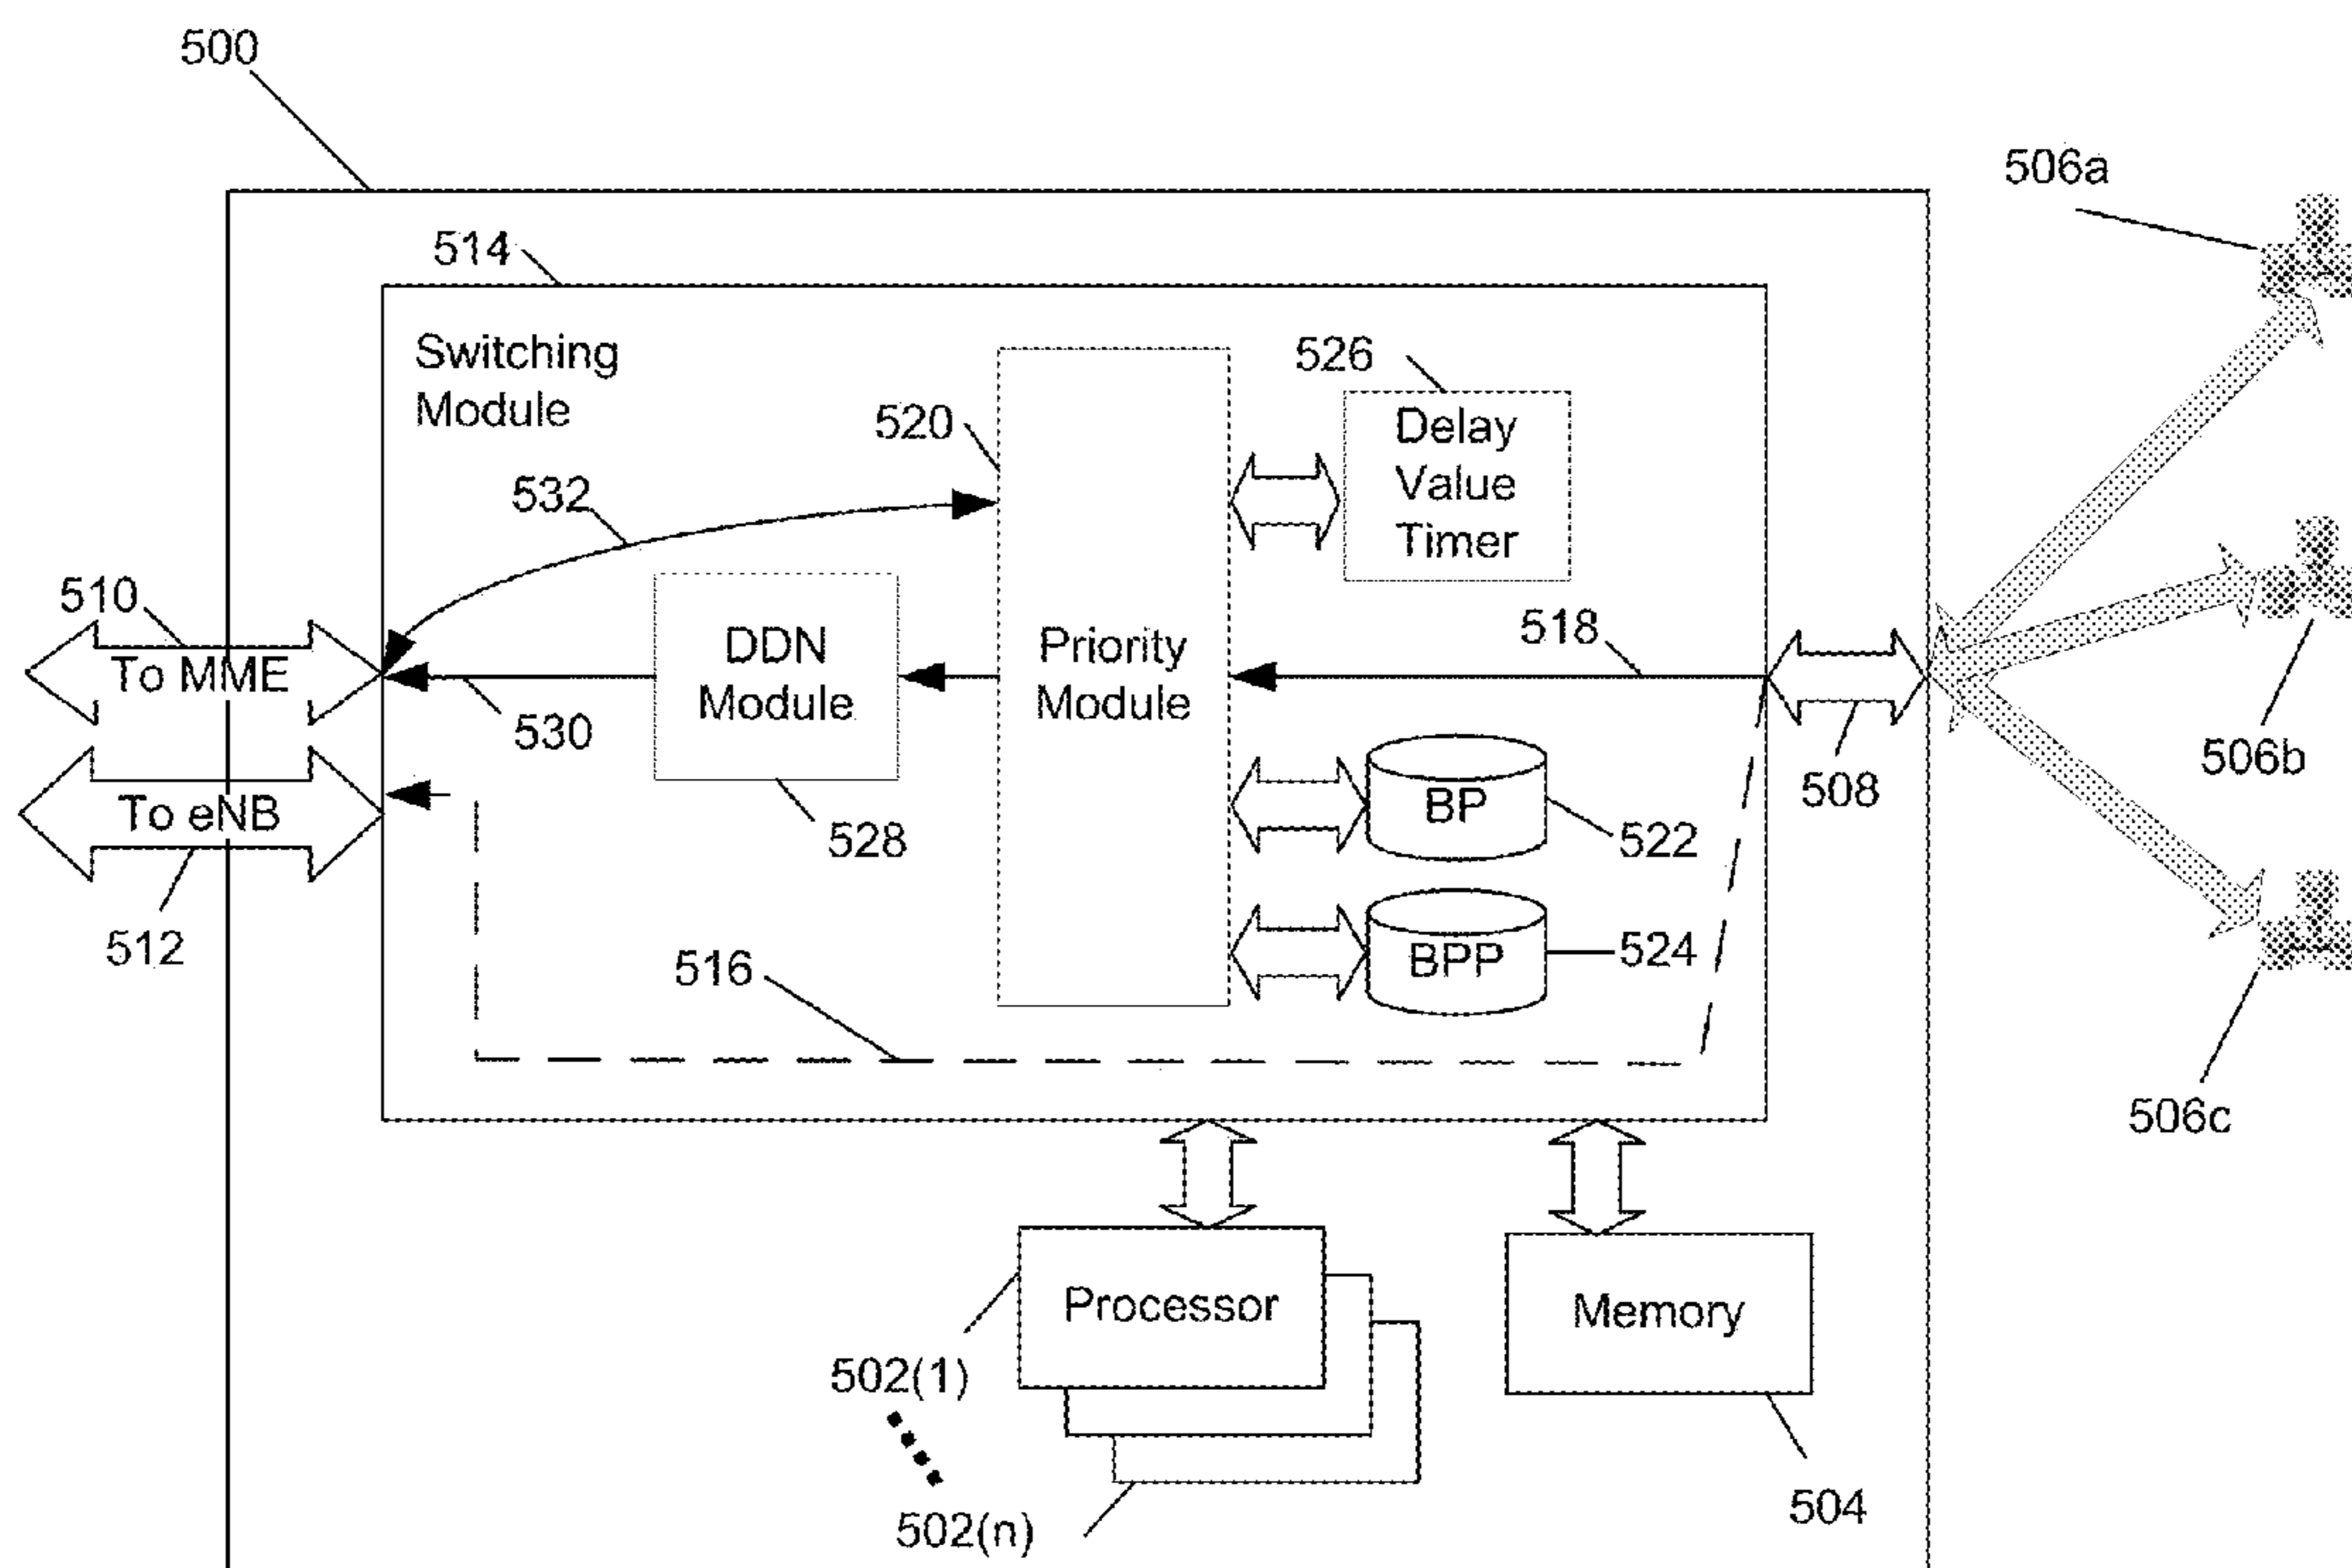 500
506a
514
Switching
Module
526
520
Delay
Value
Timer
532
510
518
To MME
DDN
Module
Priority
Module
530
506b
508
To eNB
528
BP
522
512
516
BPP
524
506c
Processor
Memory
502(1)
504
502(n)